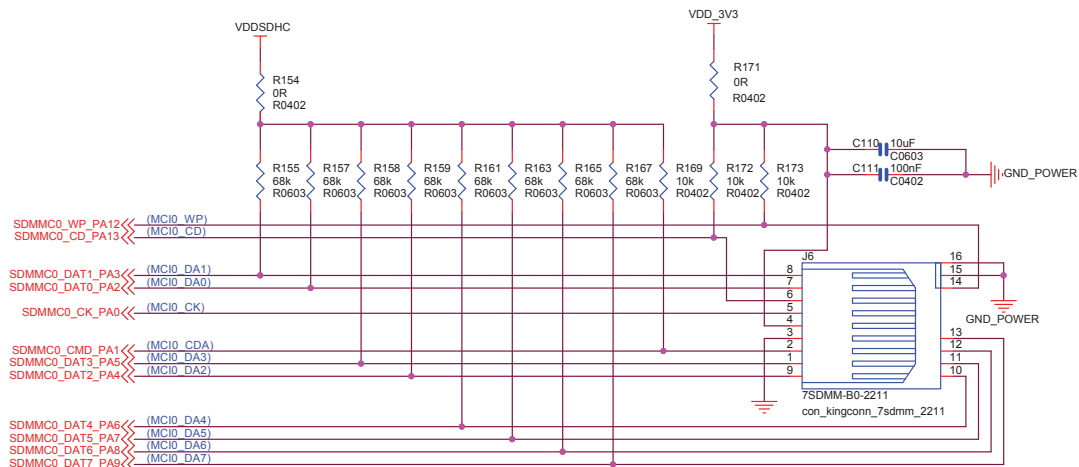 VDDSDHC
VDD_3V3
R154
0R
R0402
R171
0R
R0402
R155
68k
R0603
R157
68k
R0603
R158
68k
R0603
R159
68k
R0603
R161
68k
R0603
R163
68k
R0603
R165
68k
R0603
R167
68k
R0603
R169
10k
R0402
R172
10k
R0402
R173
10k
R0402
C110 10uF
C0603
C111 100nF
C0402
GND_POWER
SDMMC0_WP_PA12 (MCI0_WP)
SDMMC0_CD_PA13 (MCI0_CD)
SDMMC0_DAT1_PA3 (MCI0_DA1)
SDMMC0_DAT0_PA2 (MCI0_DA0)
SDMMC0_CK_PA0 (MCI0_CK)
SDMMC0_CMD_PA1 (MCI0_CDA)
SDMMC0_DAT3_PA5 (MCI0_DA3)
SDMMC0_DAT2_PA4 (MCI0_DA2)
SDMMC0_DAT4_PA6 (MCI0_DA4)
SDMMC0_DAT5_PA7 (MCI0_DA5)
SDMMC0_DAT6_PA8 (MCI0_DA6)
SDMMC0_DAT7_PA9 (MCI0_DA7)
J6
8
7
6
5
4
3
2
1
9
16
15
14
13
12
11
10
GND_POWER
7SDMM-B0-2211
con_kingconn_7sdmm_2211